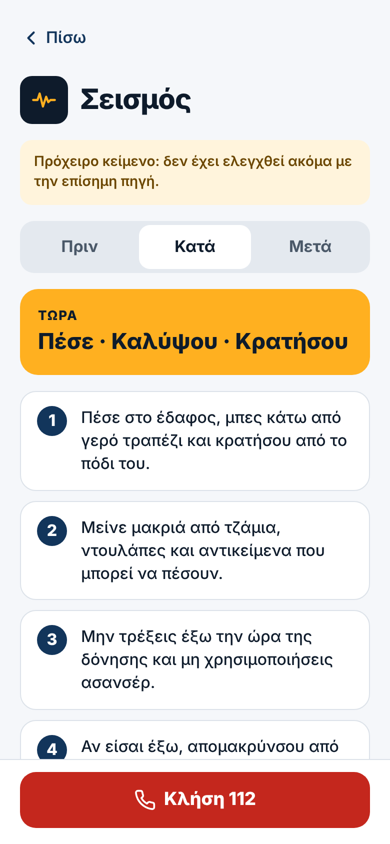 Πίσω
Σεισμός
Πρόχειρο κείμενο: δεν έχει ελεγχθεί ακόμα με
την επίσημη πηγή.
Πριν
Κατά
Μετά
ΤΩΡΑ
Πέσε · Καλύψου · Κρατήσου
1
Πέσε στο έδαφος, μπες κάτω από
γερό τραπέζι και κρατήσου από το
πόδι του.
2
Μείνε μακριά από τζάμια,
ντουλάπες και αντικείμενα που
μπορεί να πέσουν.
3
Μην τρέξεις έξω την ώρα της
δόνησης και μη χρησιμοποιήσεις
ασανσέρ.
4
Αν είσαι έξω, απομακρύνσου από
Κλήση 112